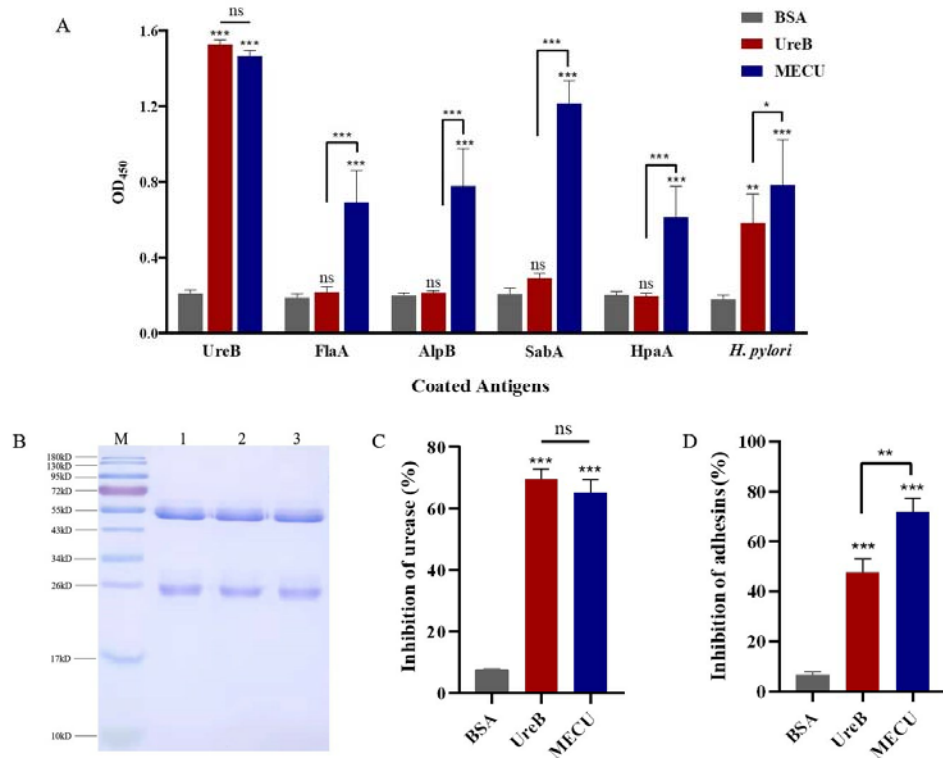 A
BSA
UreB
MECU
ns
***
***
***
***
***
***
***
***
***
***
*
**
***
ns
ns
ns
ns
OD450
1.6
1.2
0.8
0.4
0.0
UreB FlaA AlpB SabA HpaA H. pylori
Coated Antigens
B
M 1 2 3
180kD
130kD
95kD
72kD
55kD
43kD
34kD
26kD
17kD
10kD
C
Inhibition of urease (%)
80
60
40
20
0
ns
***
***
BSA UreB MECU
D
Inhibition of adhesins (%)
100
80
60
40
20
0
**
***
***
BSA UreB MECU